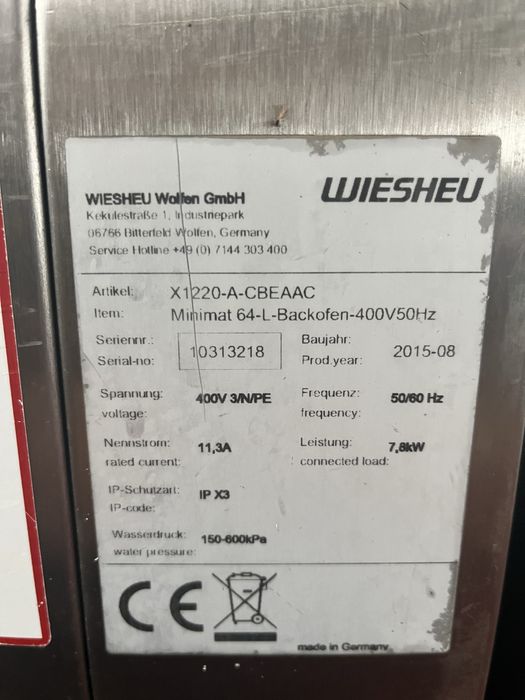 WIESHEU Wolfen GmbH
WIESHEU
Kekulestraße 1, Industriepark
06766 Bitterfeld Wolfen, Germany
Service Hotline +49 (0) 7144 303 400
Artikel: X1220-A-CBEAAC
Item: Minimat 64-L-Backofen-400V50Hz
Seriennr.: Baujahr:
Serial-no: 10313218 Prod.year: 2015-08
Spannung: 400V 3/N/PE Frequenz: 50/60 Hz
voltage: frequency:
Nennstrom: 11,3A Leistung: 7,8kW
rated current: connected load:
IP-Schutzart: IP X3
IP-code:
Wasserdruck: 150-600kPa
water pressure:
CE
made in Germany